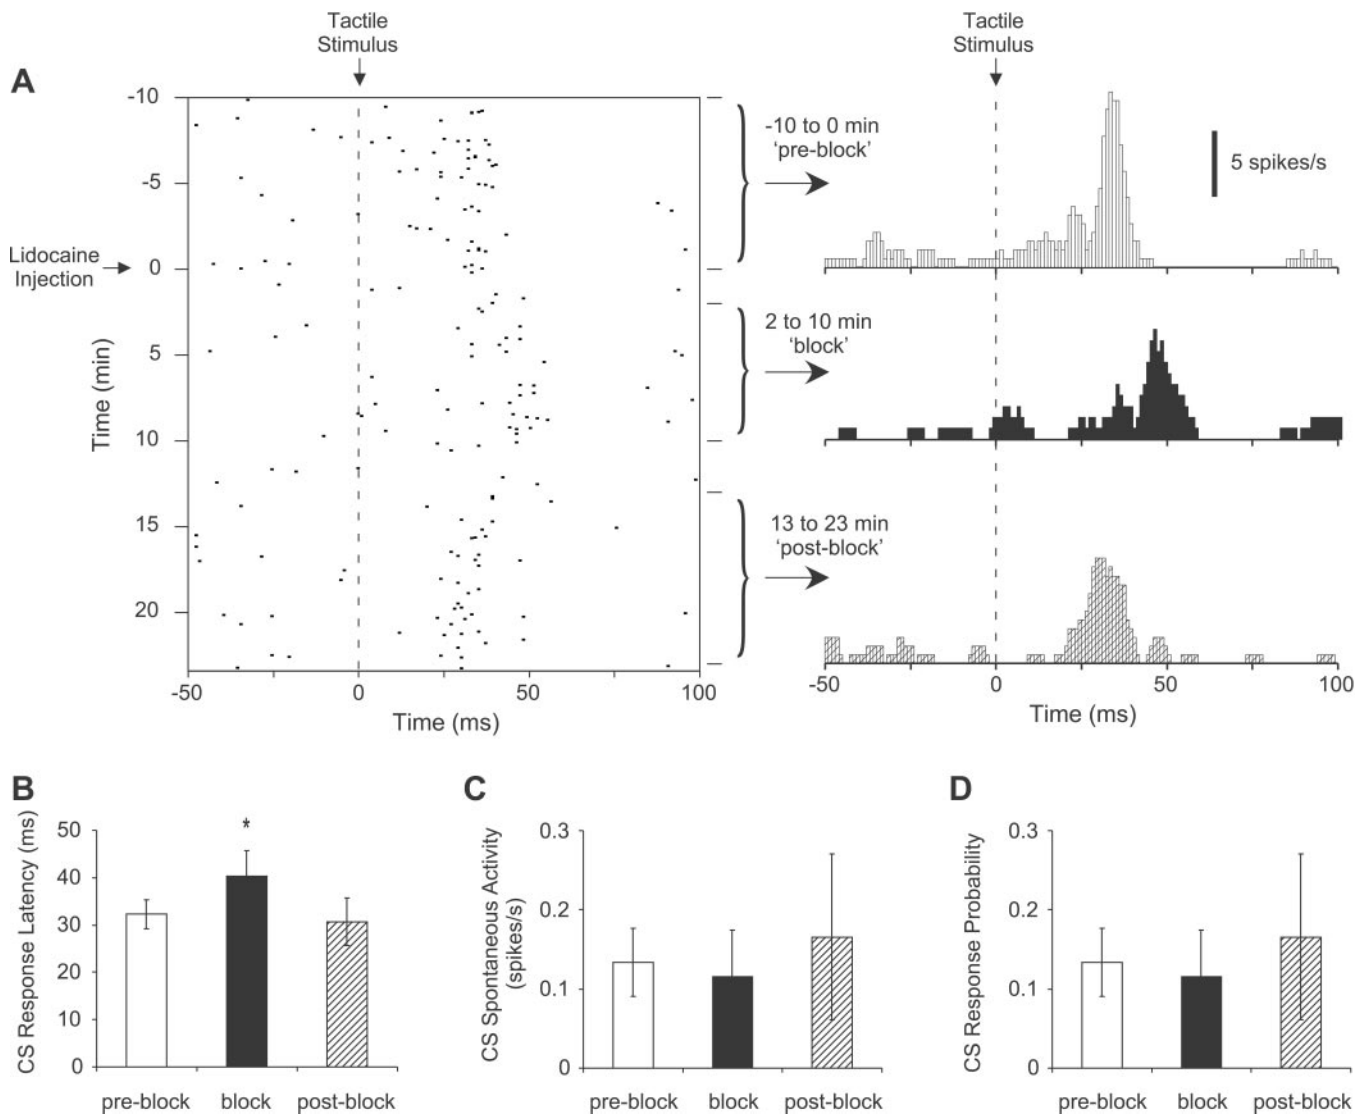 Tactile
Stimulus
Tactile
Stimulus
A
-10
-5
0
5
10
15
20
Time (min)
Lidocaine
Injection
-50
0
50
100
Time (ms)
-10 to 0 min
'pre-block'
5 spikes/s
2 to 10 min
'block'
13 to 23 min
'post-block'
-50
0
50
100
Time (ms)
B
CS Response Latency (ms)
50
40
30
20
10
0
*
pre-block block post-block
C
CS Spontaneous Activity
(spikes/s)
0.3
0.2
0.1
0
pre-block block post-block
D
CS Response Probability
0.3
0.2
0.1
0
pre-block block post-block